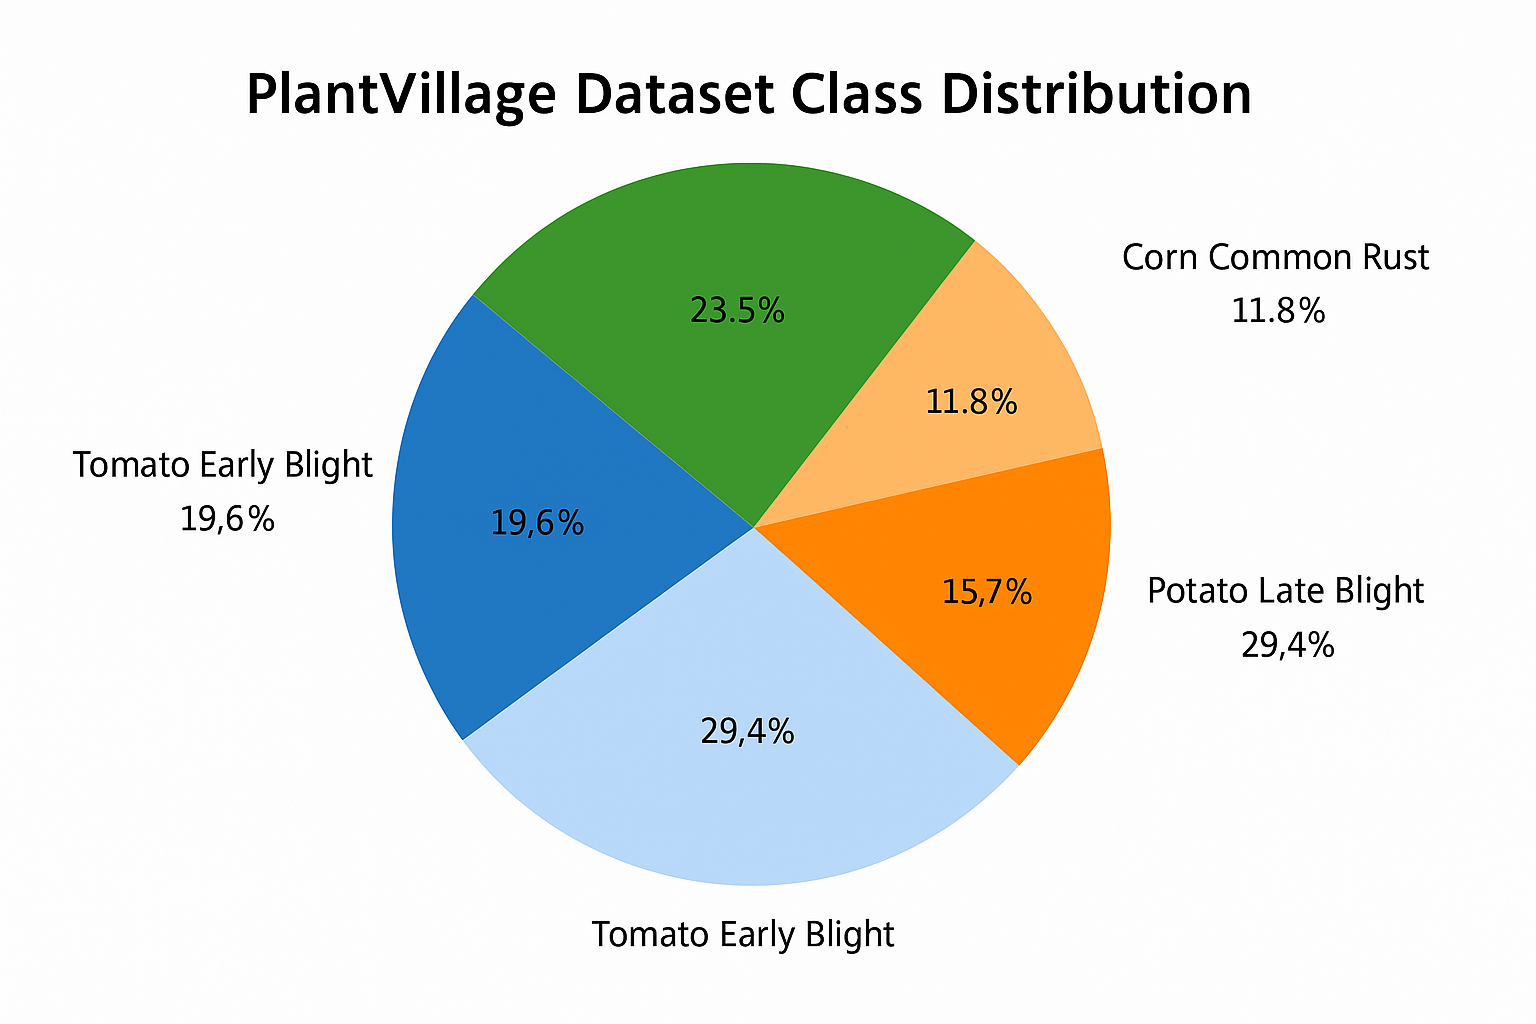 PlantVillage Dataset Class Distribution
23.5%
Corn Common Rust
11.8%
11.8%
Tomato Early Blight
19,6%
19,6%
15,7%
Potato Late Blight
29,4%
29,4%
Tomato Early Blight